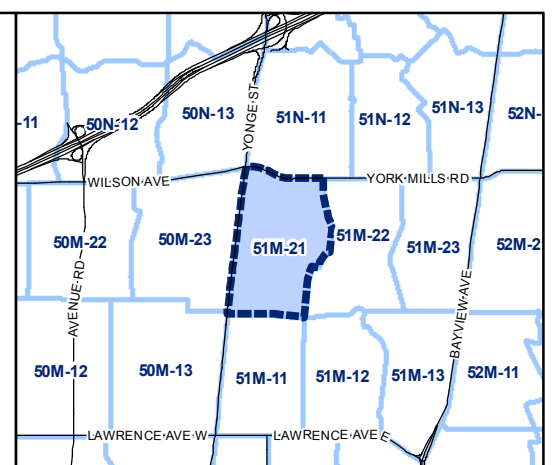 YONGE ST
50N-13
51N-13
51N-11
51N-12
52N-
-11
50N-12
WILSON AVE
YORK MILLS RD
50M-22
50M-23
51M-21
51M-22
51M-23
52M-2
AVENUE RD
BAYVIEW AVE
50M-12
50M-13
51M-11
51M-12
51M-13
52M-11
LAWRENCE AVE W
LAWRENCE AVE E